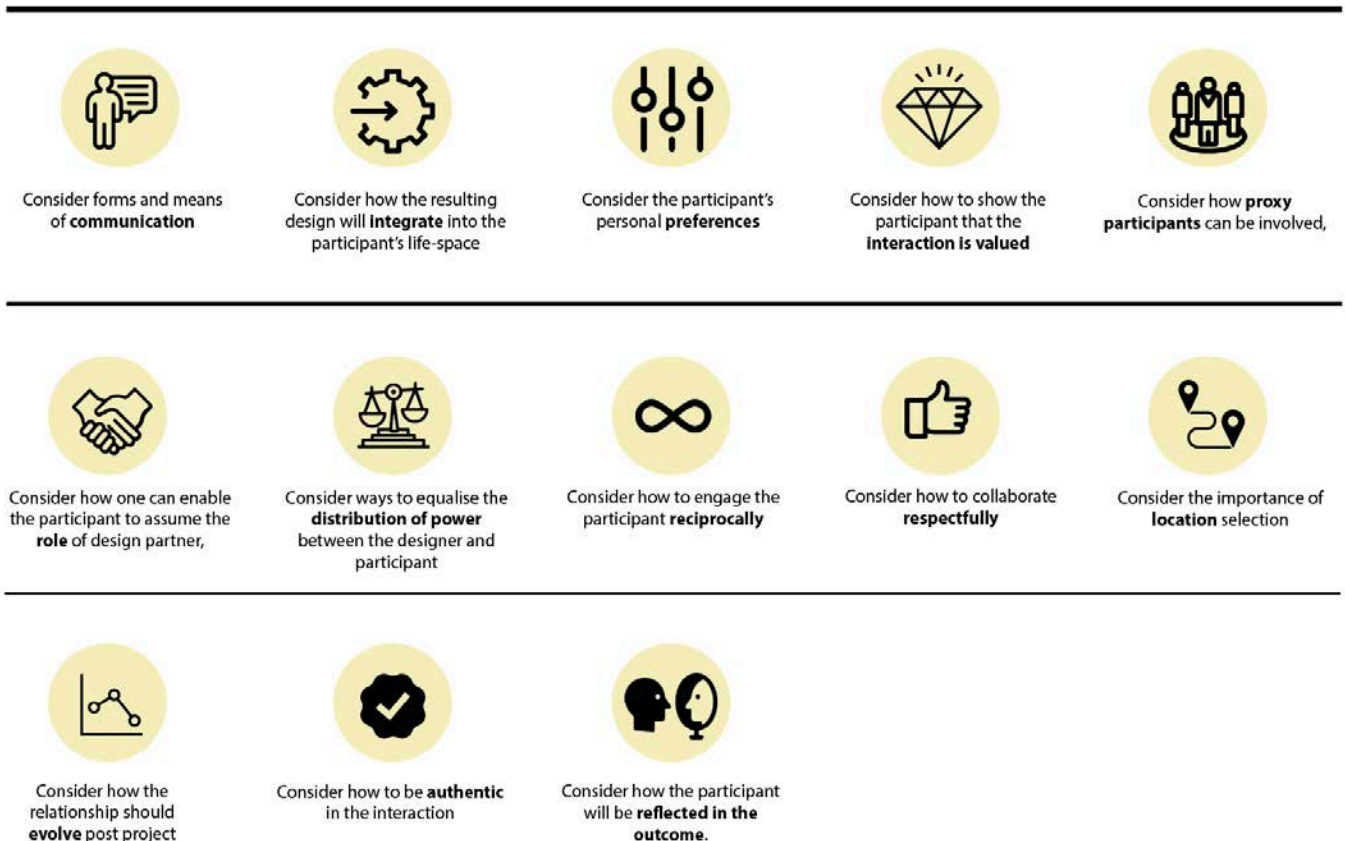 Consider forms and means
of communication
Consider how the resulting
design will integrate into the
participant's life-space
Consider the participant's
personal preferences
Consider how to show the
participant that the
interaction is valued
Consider how proxy
participants can be involved,
Consider how one can enable
the participant to assume the
role of design partner,
Consider ways to equalise the
distribution of power
between the designer and
participant
Consider how to engage the
participant reciprocally
Consider how to collaborate
respectfully
Consider the importance of
location selection
Consider how the
relationship should
evolve post project
Consider how to be authentic
in the interaction
Consider how the participant
will be reflected in the
outcome.